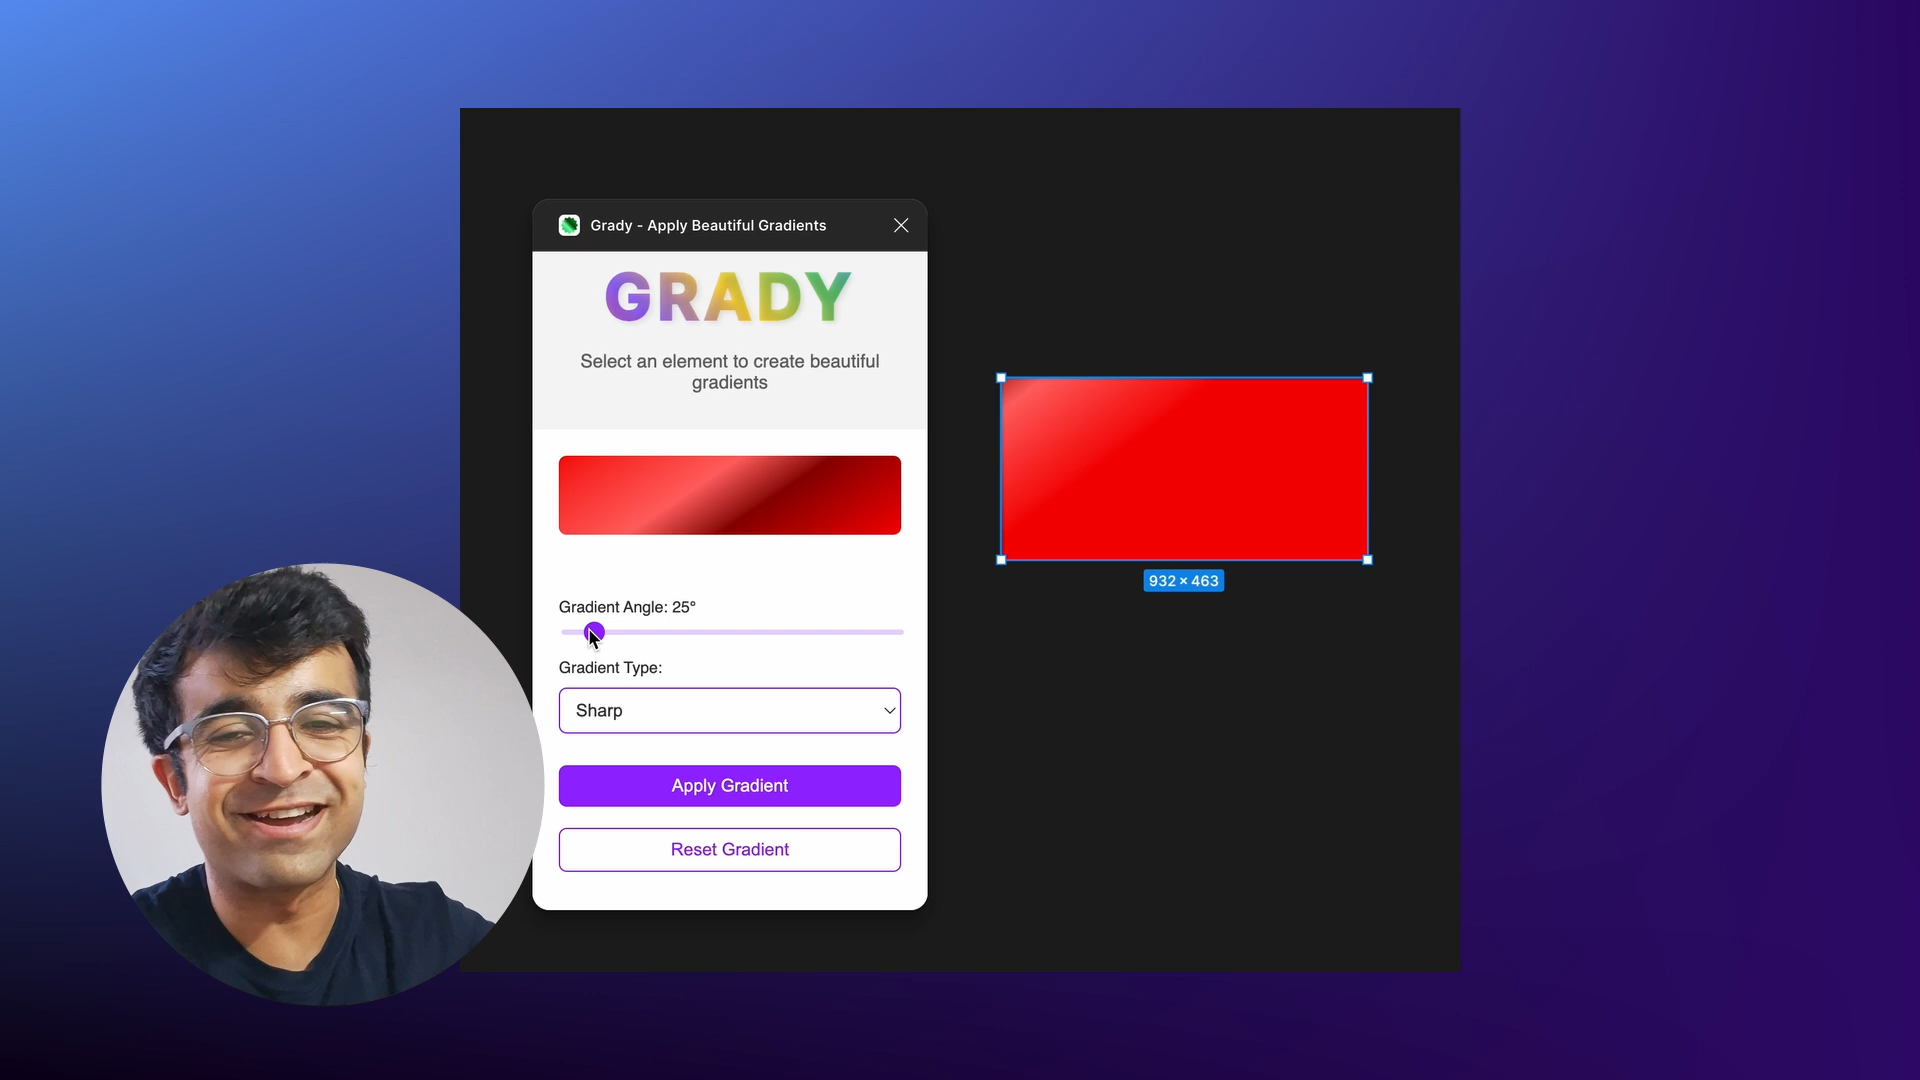 Grady - Apply Beautiful Gradients
GRADY
Select an element to create beautiful
gradients
Gradient Angle: 25°
Gradient Type:
Sharp
Apply Gradient
Reset Gradient
932 × 463